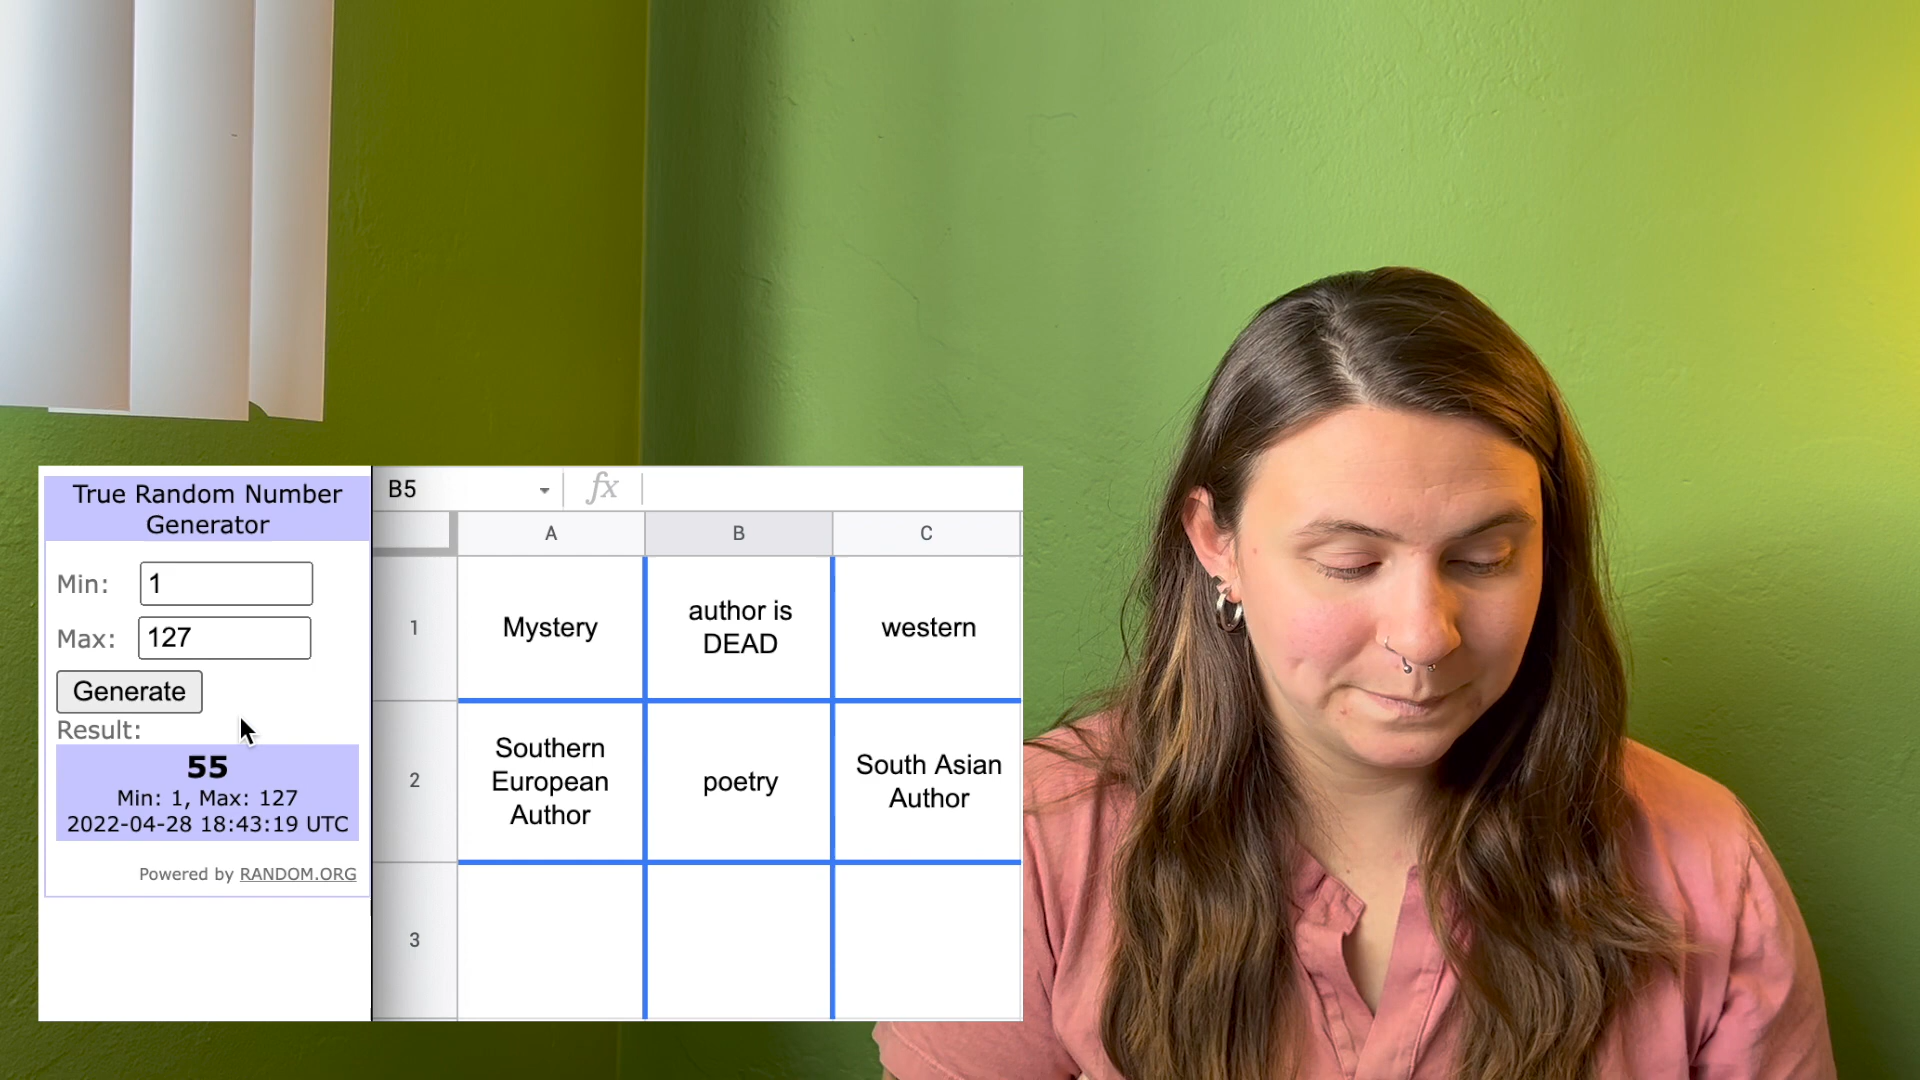 True Random Number
Generator
Min: 1
Max: 127
Generate
Result:
55
Min: 1, Max: 127
2022-04-28 18:43:19 UTC
Powered by RANDOM.ORG
B5 fx
A B C
1
Mystery
author is
DEAD
western
2
Southern
European
Author
poetry
South Asian
Author
3